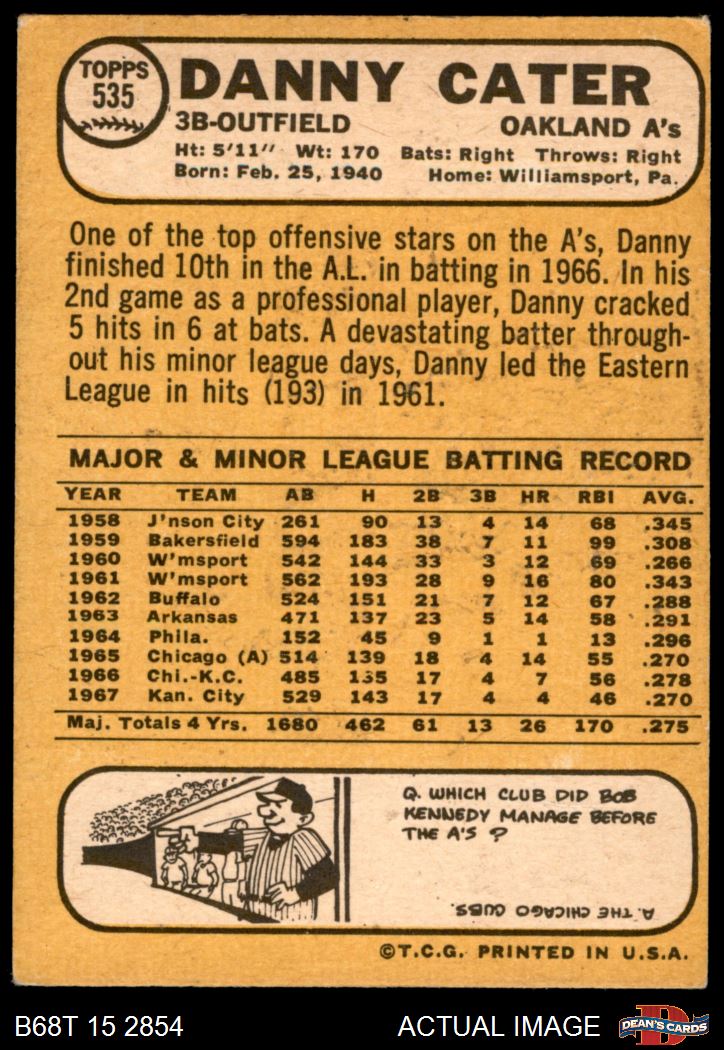 TOPPS
535
DANNY CATER
3B-OUTFIELD OAKLAND A's
Ht: 5'11" Wt: 170 Bats: Right Throws: Right
Born: Feb. 25, 1940 Home: Williamsport, Pa.
One of the top offensive stars on the A's, Danny
finished 10th in the A.L. in batting in 1966. In his
2nd game as a professional player, Danny cracked
5 hits in 6 at bats. A devastating batter through-
out his minor league days, Danny led the Eastern
League in hits (193) in 1961.
MAJOR & MINOR LEAGUE BATTING RECORD
YEAR TEAM AB H 2B 3B HR RBI AVG.
1958 J'nson City 261 90 13 4 14 68 .345
1959 Bakersfield 594 183 38 7 11 99 .308
1960 W'msport 542 144 33 3 12 69 .266
1961 W'msport 562 193 28 9 16 80 .343
1962 Buffalo 524 151 21 7 12 67 .288
1963 Arkansas 471 137 23 5 14 58 .291
1964 Phila. 152 45 9 1 1 13 .296
1965 Chicago (A) 514 139 18 4 14 55 .270
1966 Chi.-K.C. 485 135 17 4 7 56 .278
1967 Kan. City 529 143 17 4 4 46 .270
Maj. Totals 4 Yrs. 1680 462 61 13 26 170 .275
Q. WHICH CLUB DID BOB
KENNEDY MANAGE BEFORE
THE A'S ?
A. THE CHICAGO CUBS.
©T.C.G. PRINTED IN U.S.A.
B68T 15 2854 ACTUAL IMAGE
D
DEAN'S CARDS